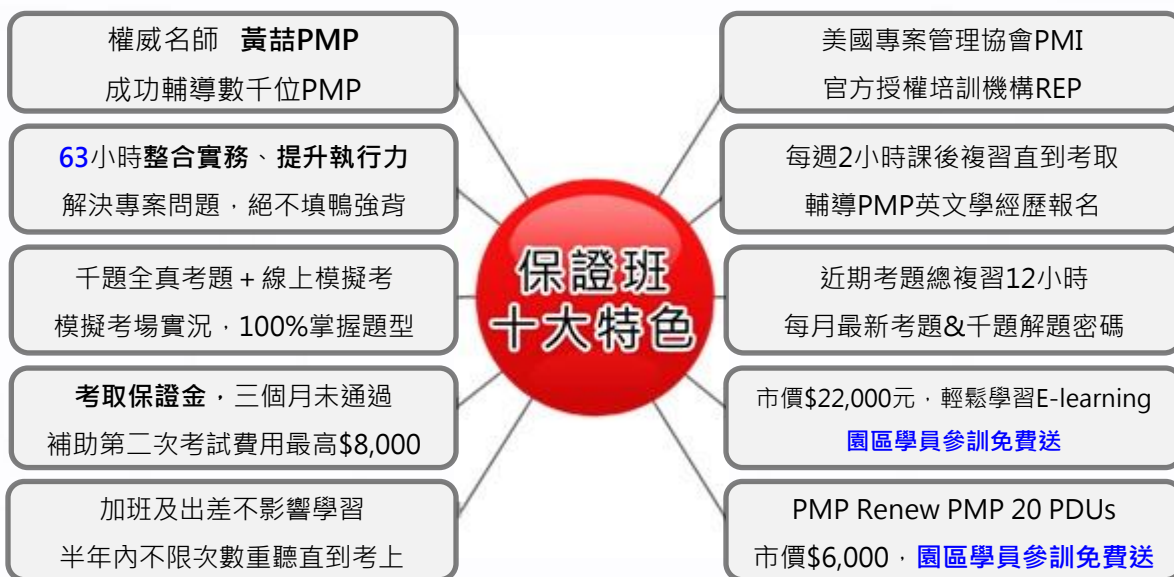 權威名師 黃喆PMP
成功輔導數千位PMP
63小時整合實務、提升執行力
解決專案問題，絕不填鴨強背
千題全真考題+線上模擬考
模擬考場實況，100%掌握題型
考取保證金，三個月未通過
補助第二次考試費用最高$8,000
加班及出差不影響學習
半年內不限次數重聽直到考上
保證班
十大特色
美國專案管理協會PMI
官方授權培訓機構REP
每週2小時課後複習直到考取
輔導PMP英文學經歷報名
近期考題總複習12小時
每月最新考題&千題解題密碼
市價$22,000元，輕鬆學習E-learning
園區學員參訓免費送
PMP Renew PMP 20 PDUs
市價$6,000，園區學員參訓免費送